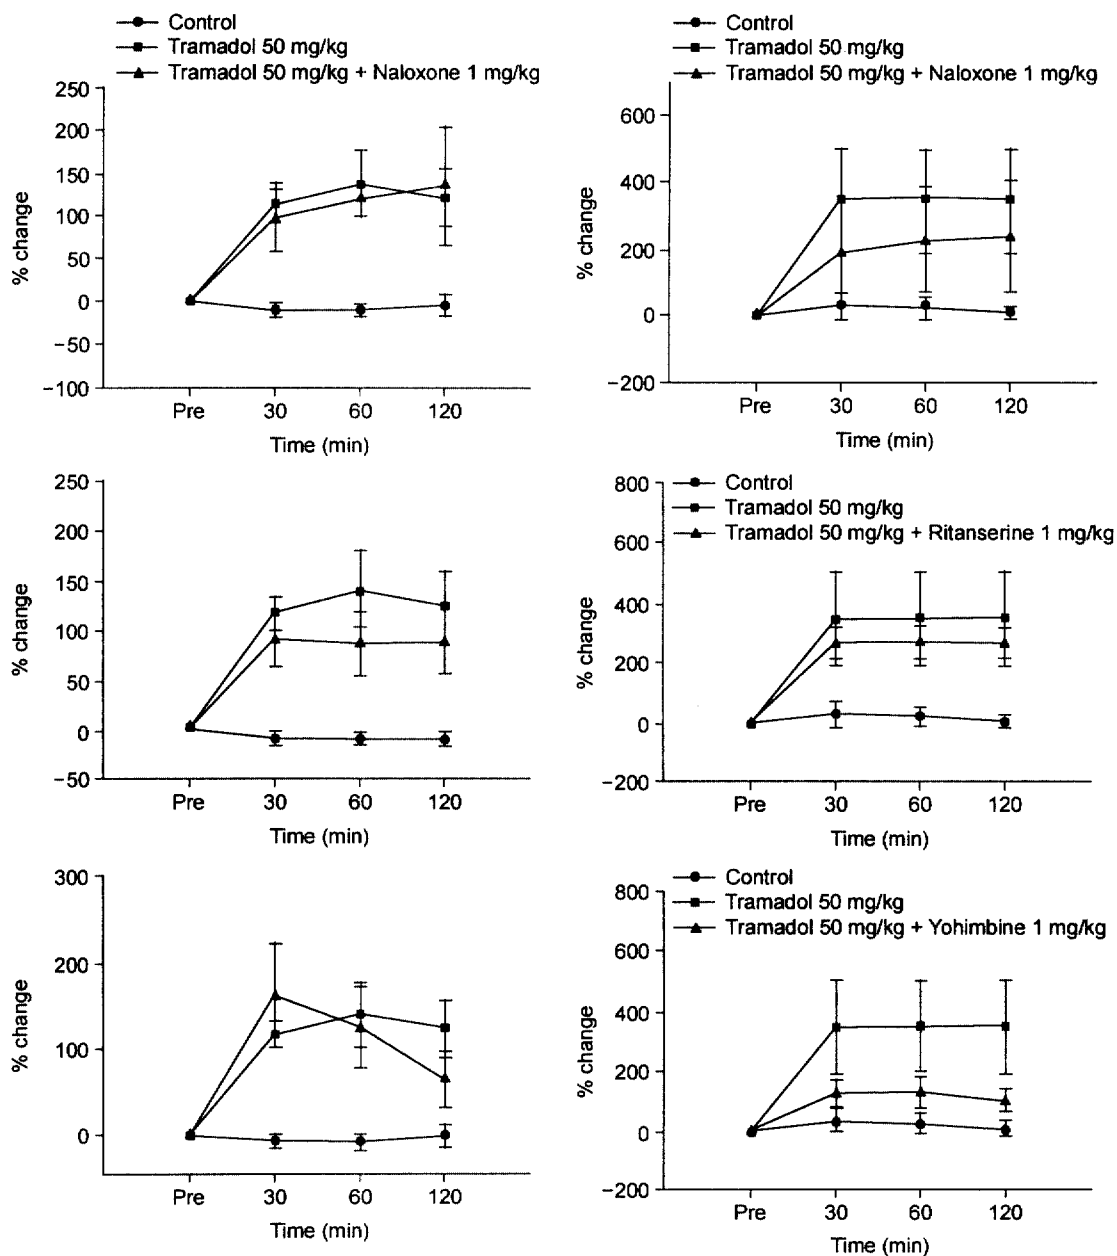 Control
Tramadol 50 mg/kg
Tramadol 50 mg/kg + Naloxone 1 mg/kg
250
200
150
100
50
0
−50
−100
% change
Pre 30 60 120
Time (min)
Control
Tramadol 50 mg/kg
Tramadol 50 mg/kg + Naloxone 1 mg/kg
600
400
200
0
−200
% change
Pre 30 60 120
Time (min)
250
200
150
100
50
0
−50
% change
Pre 30 60 120
Time (min)
Control
Tramadol 50 mg/kg
Tramadol 50 mg/kg + Ritanserine 1 mg/kg
800
600
400
200
0
−200
% change
Pre 30 60 120
Time (min)
300
200
100
0
% change
Pre 30 60 120
Time (min)
Control
Tramadol 50 mg/kg
Tramadol 50 mg/kg + Yohimbine 1 mg/kg
800
600
400
200
0
−200
% change
Pre 30 60 120
Time (min)